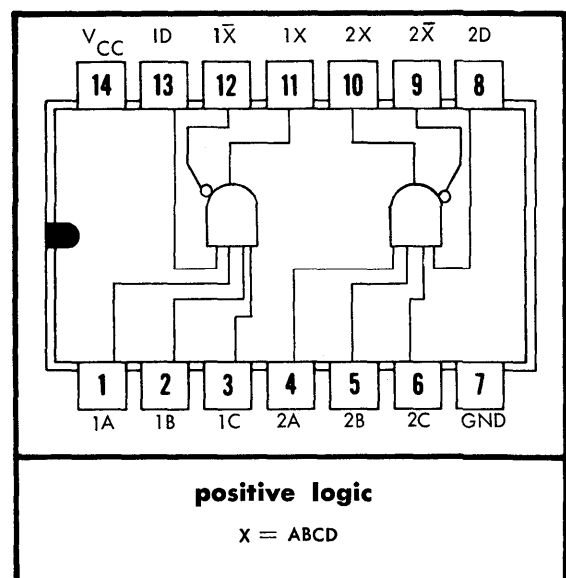 V_CC 1D 1X̅ 1X 2X 2X̅ 2D
14 13 12 11 10 9 8
1 2 3 4 5 6 7
1A 1B 1C 2A 2B 2C GND
positive logic
X = ABCD